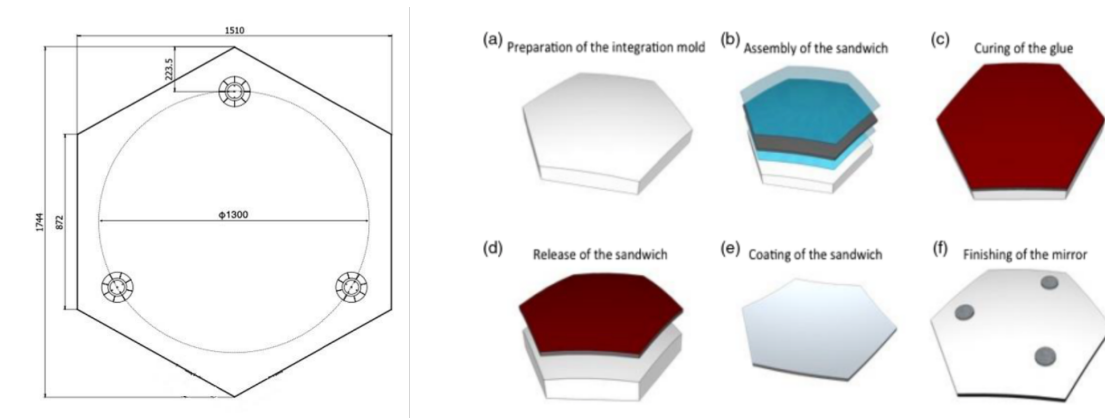 1510
223.5
1744
872
φ1300
(a) Preparation of the integration mold
(b) Assembly of the sandwich
(c) Curing of the glue
(d) Release of the sandwich
(e) Coating of the sandwich
(f) Finishing of the mirror